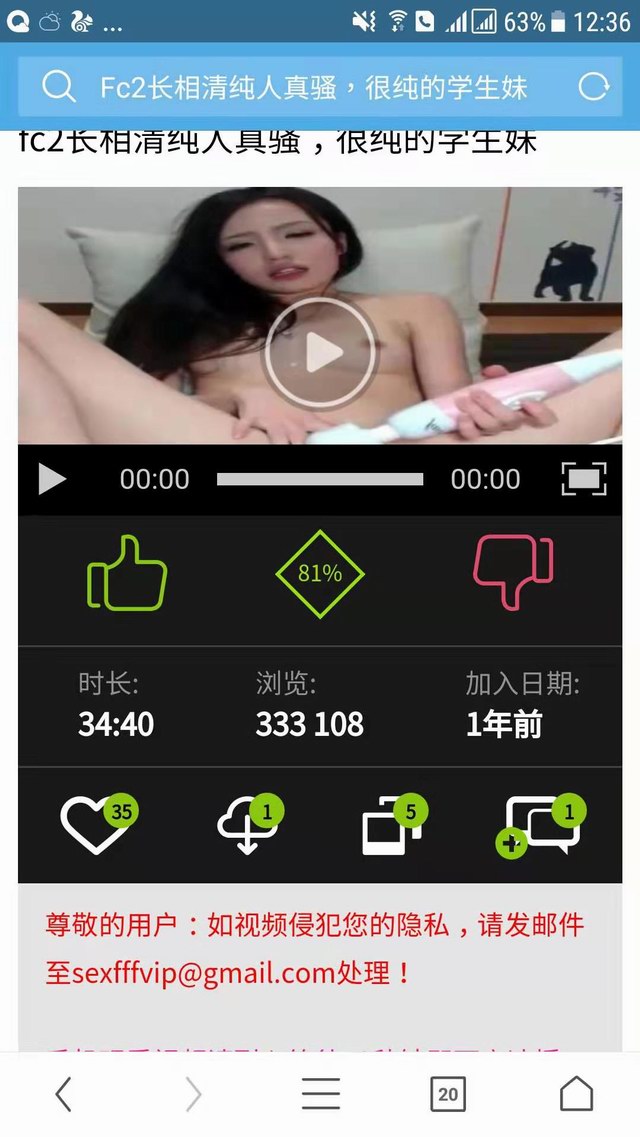 ... 63% 12:36
Fc2长相清纯人真骚，很纯的学生妹
fc2长相清纯人真骚，很纯的学生妹
00:00 00:00
81%
时长: 浏览: 加入日期:
34:40 333 108 1年前
35 1 5 1
尊敬的用户：如视频侵犯您的隐私，请发邮件
至sexfffvip@gmail.com处理！
20